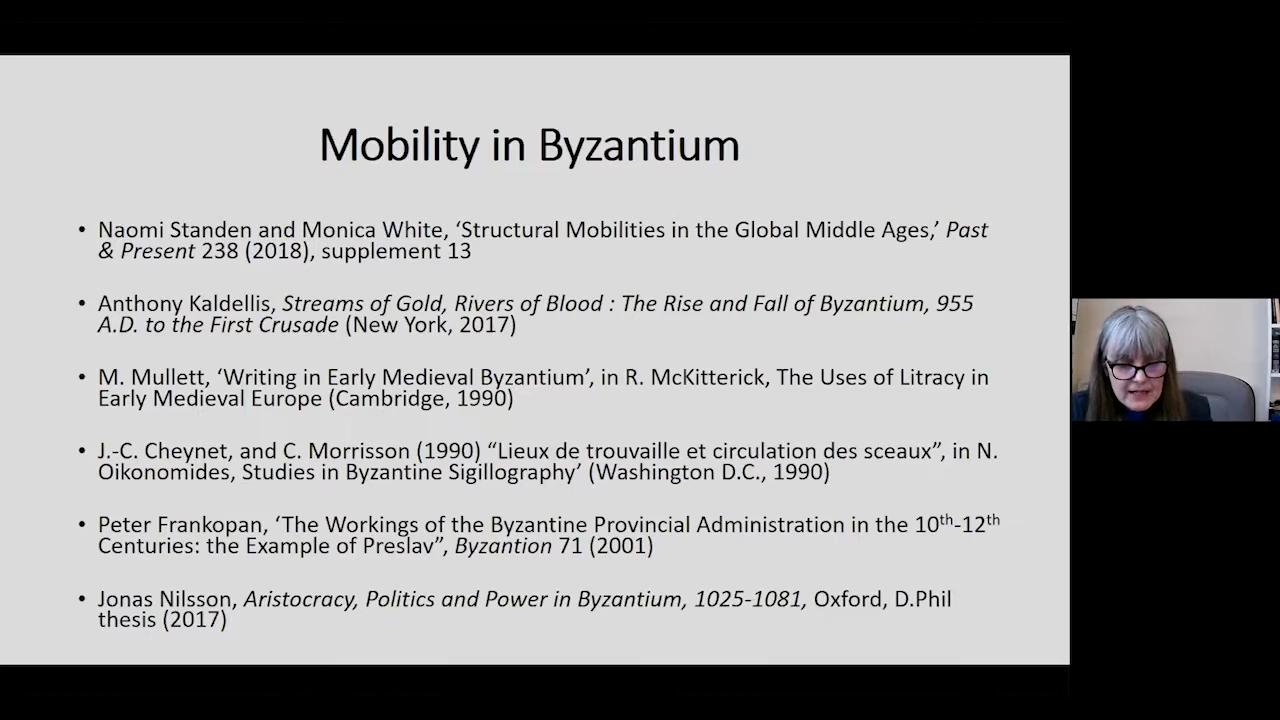 Mobility in Byzantium
• Naomi Standen and Monica White, ‘Structural Mobilities in the Global Middle Ages,’ Past
& Present 238 (2018), supplement 13
• Anthony Kaldellis, Streams of Gold, Rivers of Blood : The Rise and Fall of Byzantium, 955
A.D. to the First Crusade (New York, 2017)
• M. Mullett, ‘Writing in Early Medieval Byzantium’, in R. McKitterick, The Uses of Litracy in
Early Medieval Europe (Cambridge, 1990)
• J.-C. Cheynet, and C. Morrisson (1990) “Lieux de trouvaille et circulation des sceaux”, in N.
Oikonomides, Studies in Byzantine Sigillography’ (Washington D.C., 1990)
• Peter Frankopan, ‘The Workings of the Byzantine Provincial Administration in the 10th-12th
Centuries: the Example of Preslav”, Byzantion 71 (2001)
• Jonas Nilsson, Aristocracy, Politics and Power in Byzantium, 1025-1081, Oxford, D.Phil
thesis (2017)